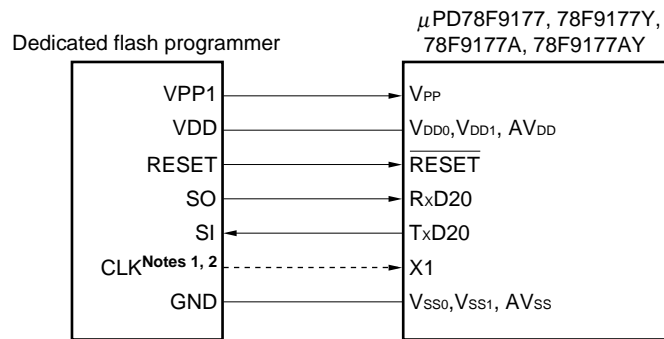 μPD78F9177, 78F9177Y,
Dedicated flash programmer 78F9177A, 78F9177AY
VPP1 VPP
VDD VDD0,VDD1, AVDD
RESET RESET
SO RxD20
SI TxD20
CLKNotes 1, 2 X1
GND VSS0,VSS1, AVSS